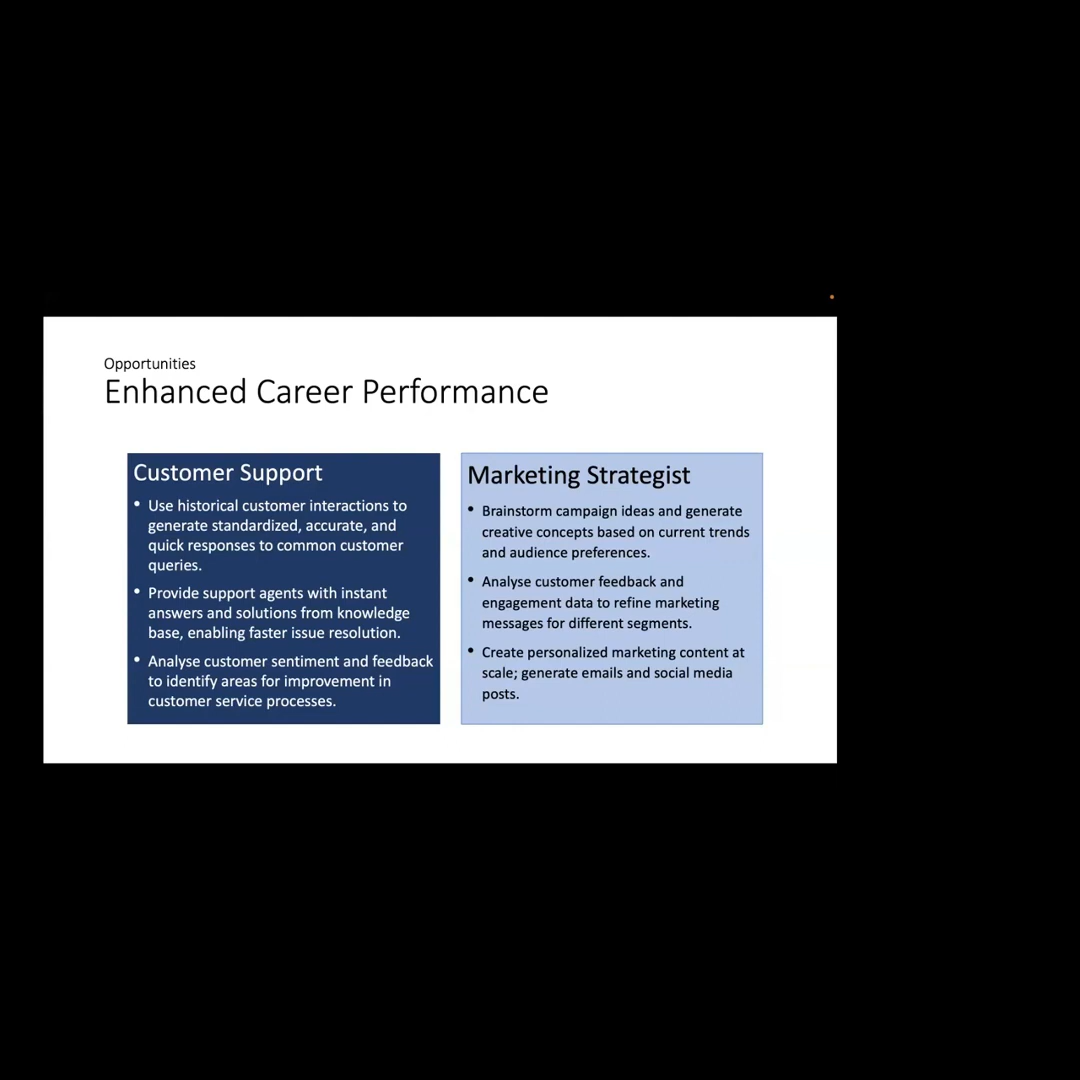 Opportunities
Enhanced Career Performance
Customer Support
• Use historical customer interactions to
generate standardized, accurate, and
quick responses to common customer
queries.
• Provide support agents with instant
answers and solutions from knowledge
base, enabling faster issue resolution.
• Analyse customer sentiment and feedback
to identify areas for improvement in
customer service processes.
Marketing Strategist
• Brainstorm campaign ideas and generate
creative concepts based on current trends
and audience preferences.
• Analyse customer feedback and
engagement data to refine marketing
messages for different segments.
• Create personalized marketing content at
scale; generate emails and social media
posts.